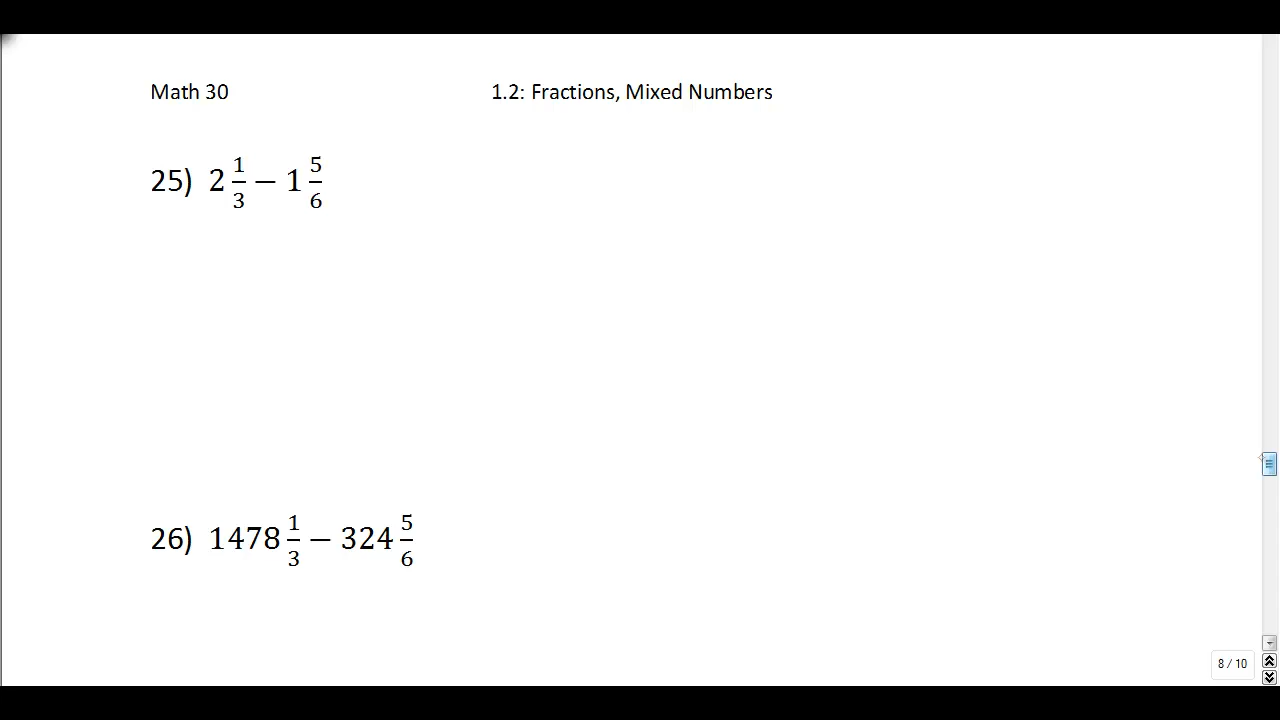 Math 30 1.2: Fractions, Mixed Numbers
25) 2 1/3 − 1 5/6
26) 1478 1/3 − 324 5/6
8 / 10